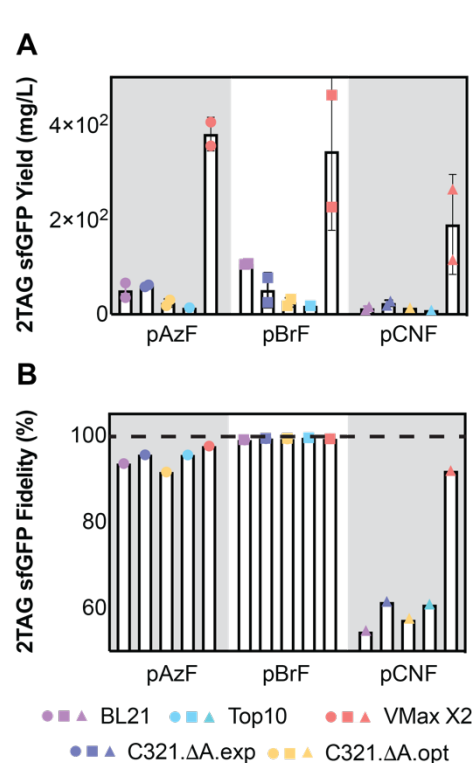 A
2TAG sfGFP Yield (mg/L)
4×10²
2×10²
0
pAzF pBrF pCNF
B
2TAG sfGFP Fidelity (%)
100
80
60
pAzF pBrF pCNF
BL21 Top10 VMax X2
C321.ΔA.exp C321.ΔA.opt